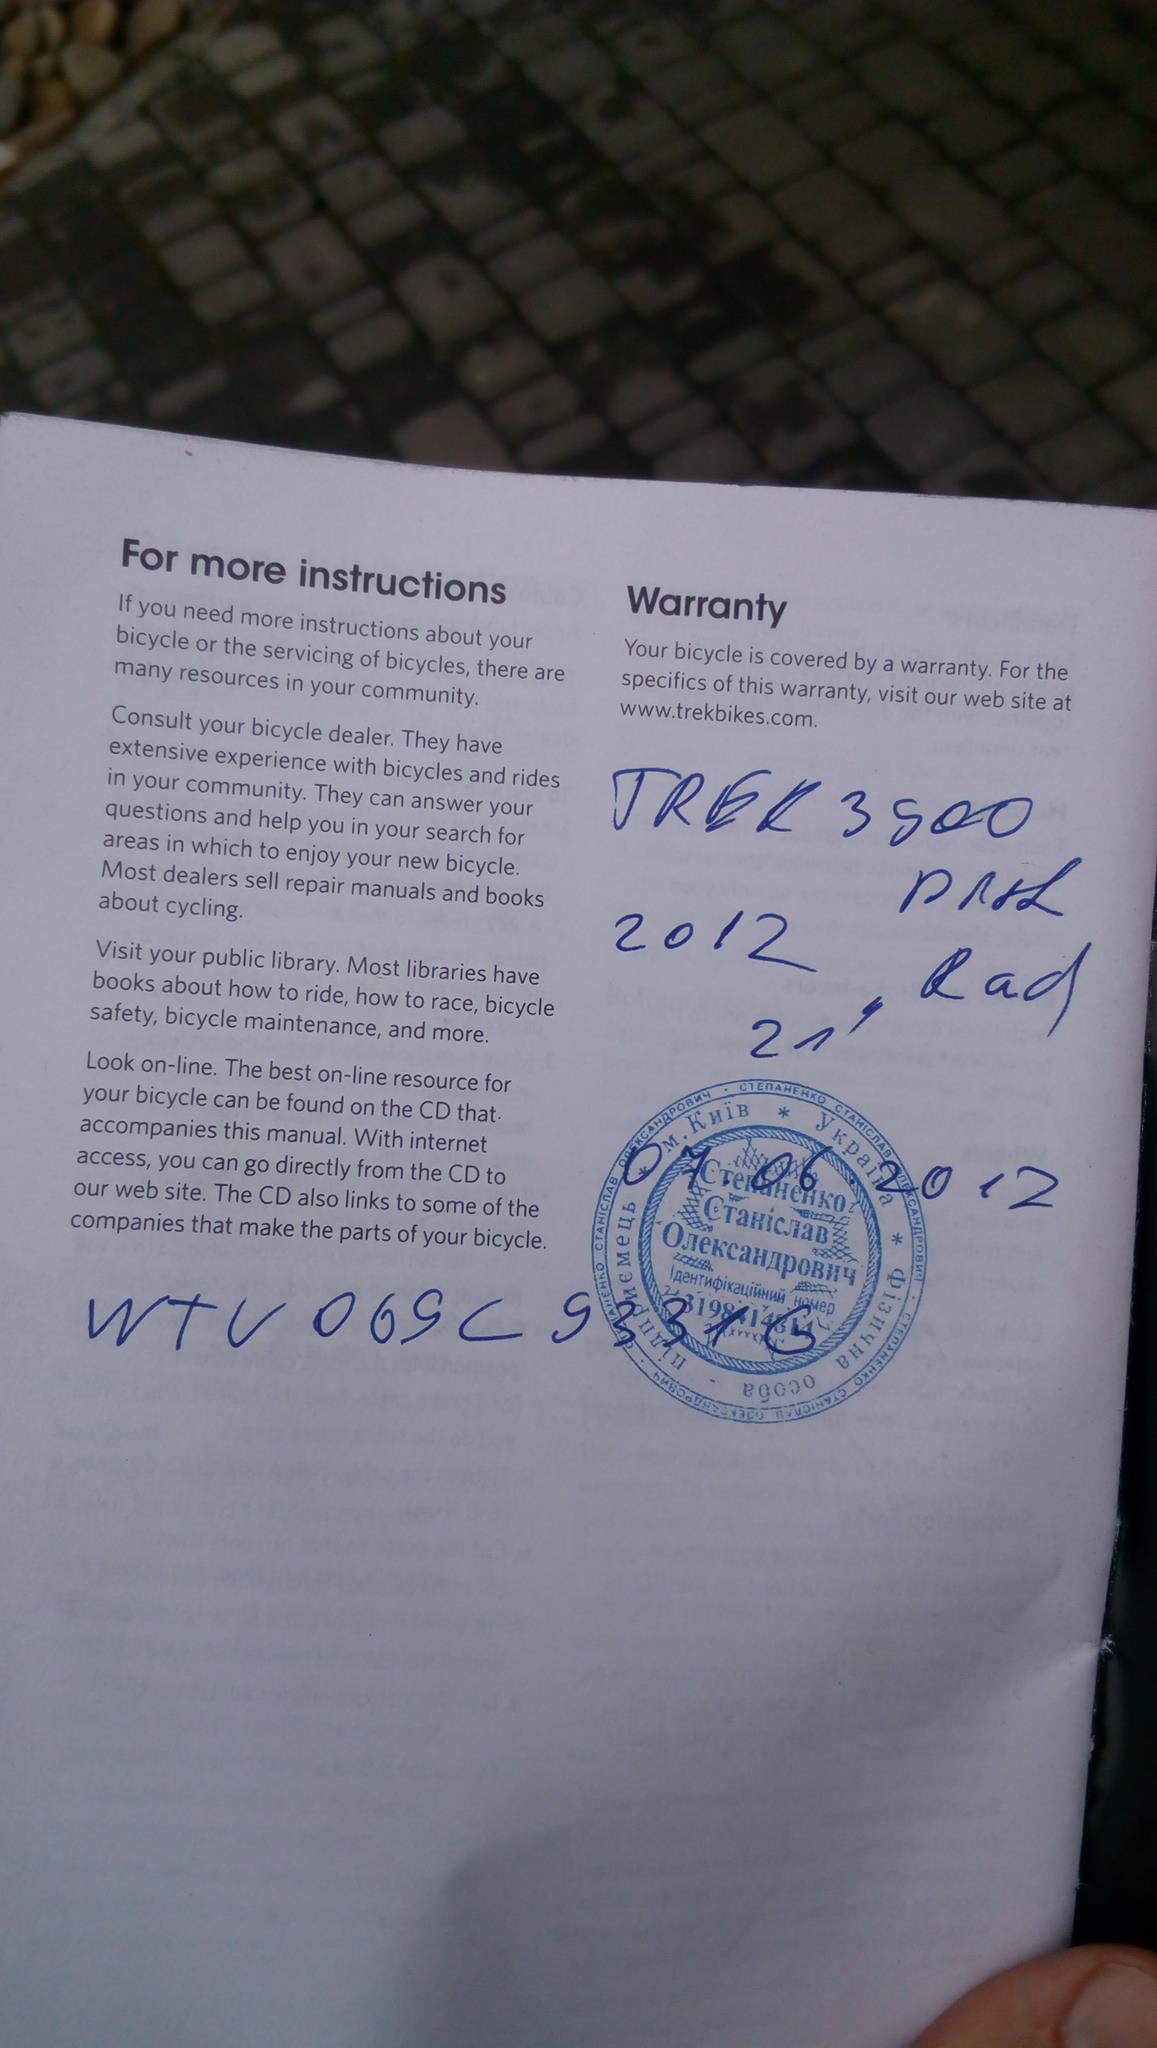 For more instructions
If you need more instructions about your
bicycle or the servicing of bicycles, there are
many resources in your community.
Consult your bicycle dealer. They have
extensive experience with bicycles and rides
in your community. They can answer your
questions and help you in your search for
areas in which to enjoy your new bicycle.
Most dealers sell repair manuals and books
about cycling.
Visit your public library. Most libraries have
books about how to ride, how to race, bicycle
safety, bicycle maintenance, and more.
Look on-line. The best on-line resource for
your bicycle can be found on the CD that
accompanies this manual. With internet
access, you can go directly from the CD to
our web site. The CD also links to some of the
companies that make the parts of your bicycle.
Warranty
Your bicycle is covered by a warranty. For the
specifics of this warranty, visit our web site at
www.trekbikes.com.
TREK 3900
2012
21", Rad
07.06.2012
WTU069C9331G
СТЕПАНЕНКО СТАНІСЛАВ ОЛЕКСАНДРОВИЧ
м.Київ * Україна * Фізична особа - підприємець *
Степаненко
Станіслав
Олександрович
Ідентифікаційний номер